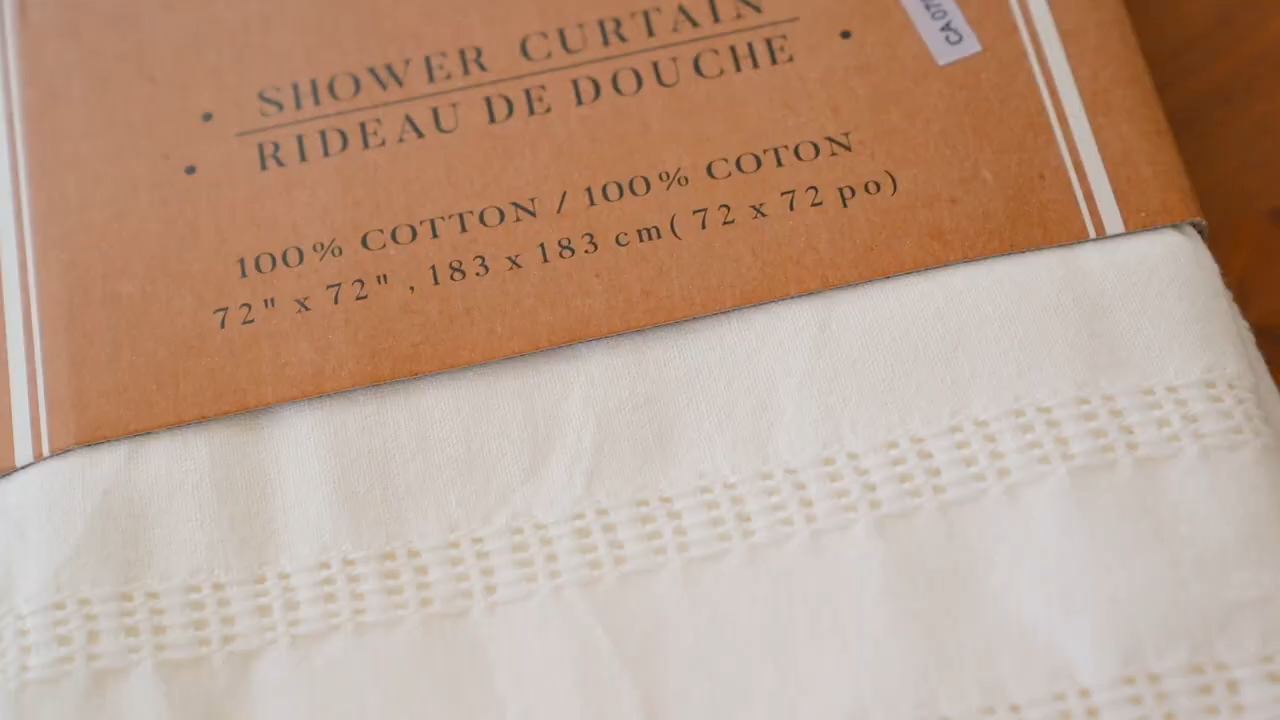 SHOWER CURTAIN
RIDEAU DE DOUCHE
100% COTTON / 100% COTON
72" x 72" , 183 x 183 cm( 72 x 72 po)